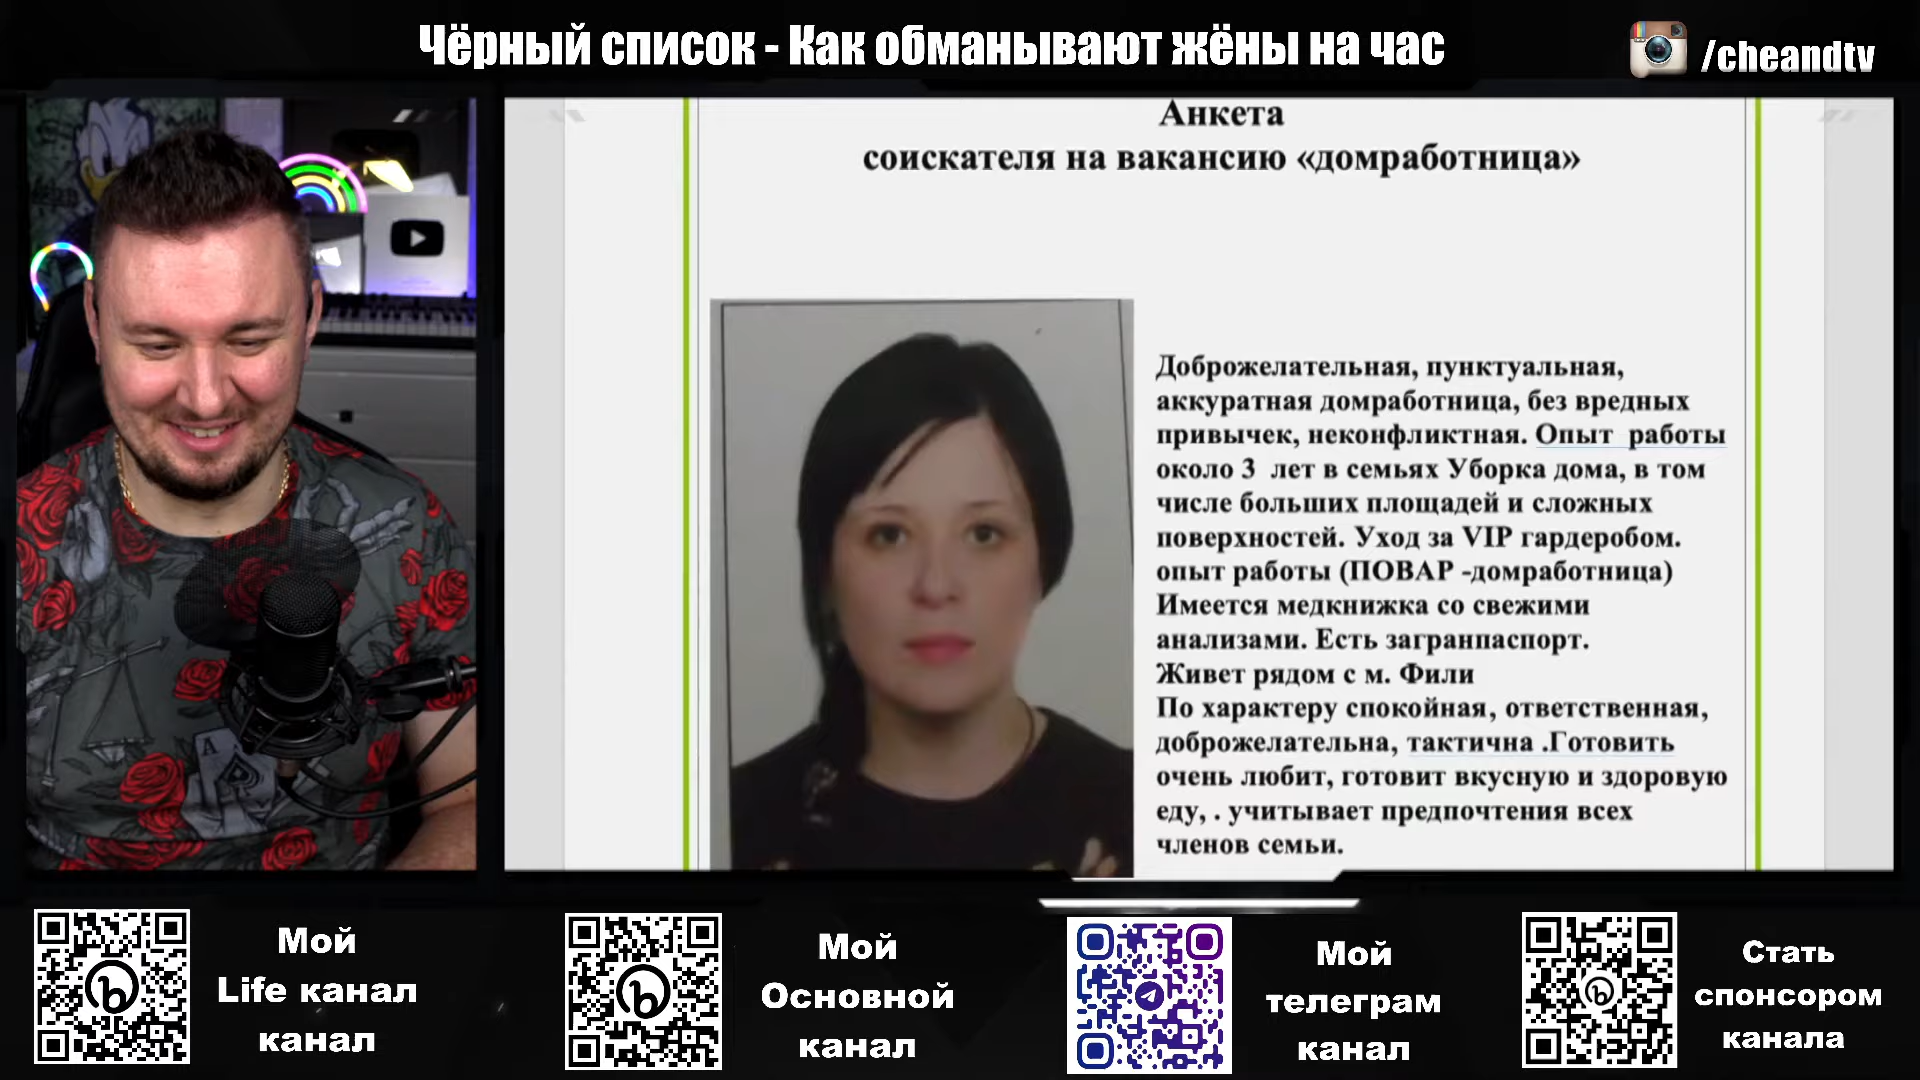 Чёрный список - Как обманывают жёны на час
/cheandtv
Анкета
соискателя на вакансию «домработница»
Доброжелательная, пунктуальная,
аккуратная домработница, без вредных
привычек, неконфликтная. Опыт работы
около 3 лет в семьях Уборка дома, в том
числе больших площадей и сложных
поверхностей. Уход за VIP гардеробом.
опыт работы (ПОВАР -домработница)
Имеется медкнижка со свежими
анализами. Есть загранпаспорт.
Живет рядом с м. Фили
По характеру спокойная, ответственная,
доброжелательна, тактична .Готовить
очень любит, готовит вкусную и здоровую
еду, . учитывает предпочтения всех
членов семьи.
A
Мой
Life канал
канал
Мой
Основной
канал
Мой
телеграм
канал
Стать
спонсором
канала